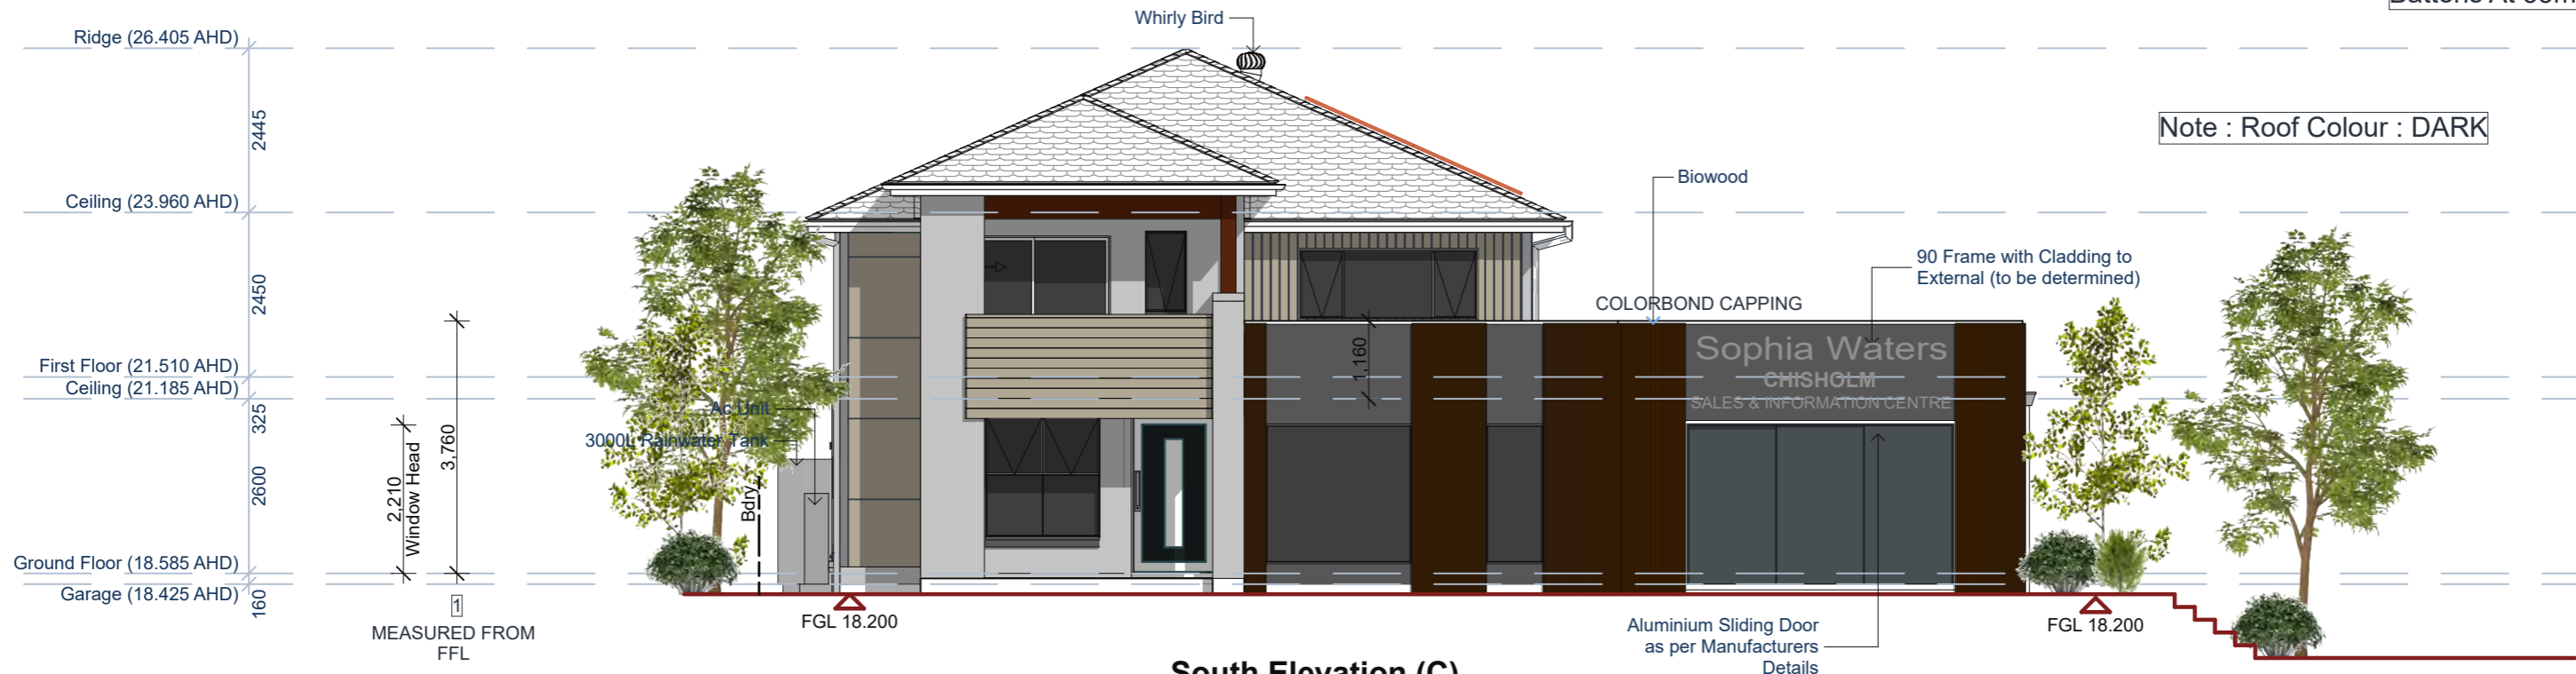 Whirly Bird
Ridge (26.405 AHD)
2445
Note : Roof Colour : DARK
Biowood
Ceiling (23.960 AHD)
90 Frame with Cladding to
External (to be determined)
2450
COLORBOND CAPPING
Sophia Waters
CHISHOLM
SALES & INFORMATION CENTRE
1,160
First Floor (21.510 AHD)
Ceiling (21.185 AHD)
325
Ac Unit
3000L Rainwater Tank
3,760
2600
2,210
Window Head
Bdry
Ground Floor (18.585 AHD)
Garage (18.425 AHD)
160
1
MEASURED FROM
FFL
FGL 18.200
FGL 18.200
Aluminium Sliding Door
as per Manufacturers
Details
South Elevation (C)